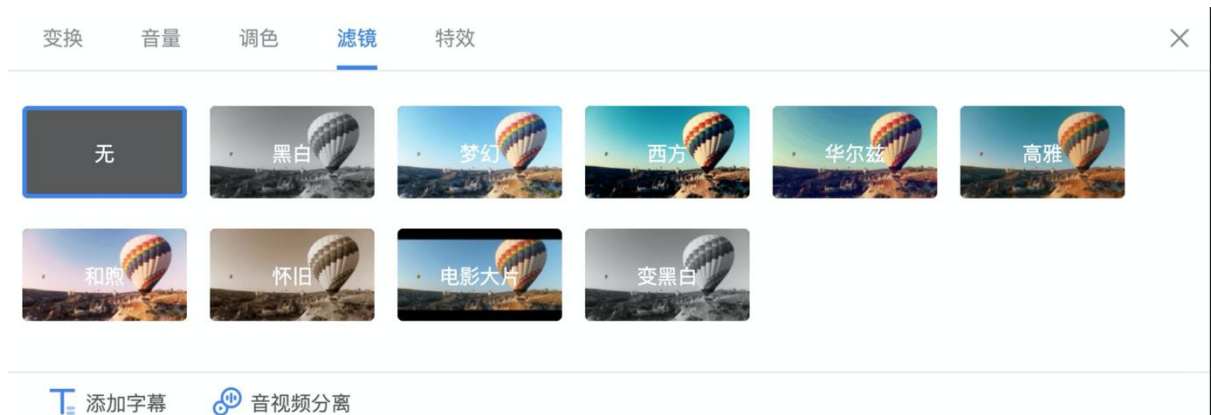 变换 音量 调色 滤镜 特效
无 黑白 梦幻 西方 华尔兹 高雅
和煦 怀旧 电影大片 变黑白
添加字幕 音视频分离